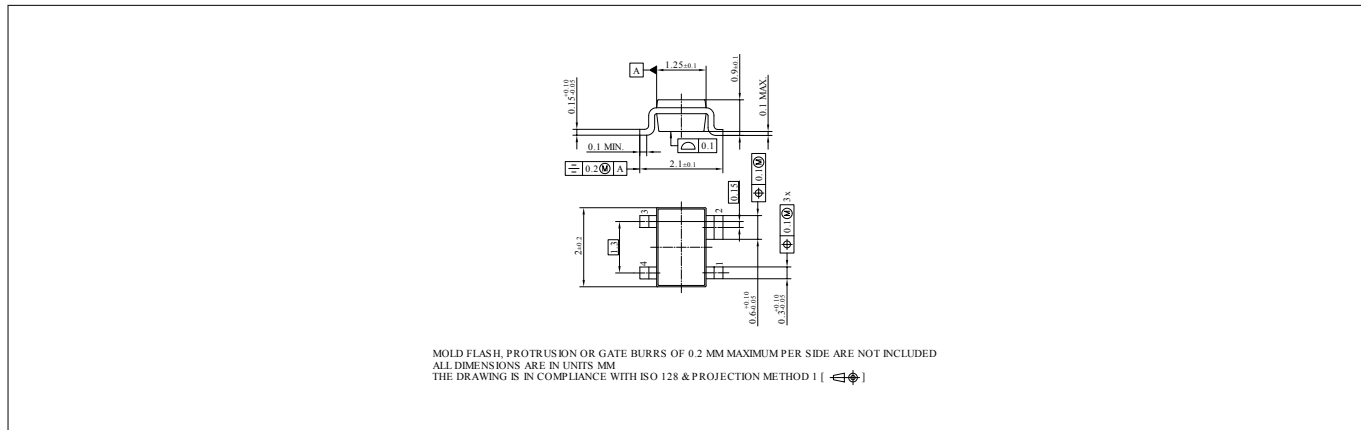 A
1.25±0.1
0.9±0.1
0.15 +0.10 -0.05
0.1 MAX.
0.1 MIN.
0.1
2.1±0.1
0.2 Ⓜ A
0.1 Ⓜ
0.15
0.1 Ⓜ 3x
3
2
2±0.2
1.3
4
1
0.6 +0.10 -0.05
0.3 +0.10 -0.05
MOLD FLASH, PROTRUSION OR GATE BURRS OF 0.2 MM MAXIMUM PER SIDE ARE NOT INCLUDED
ALL DIMENSIONS ARE IN UNITS MM
THE DRAWING IS IN COMPLIANCE WITH ISO 128 & PROJECTION METHOD 1 [ ]